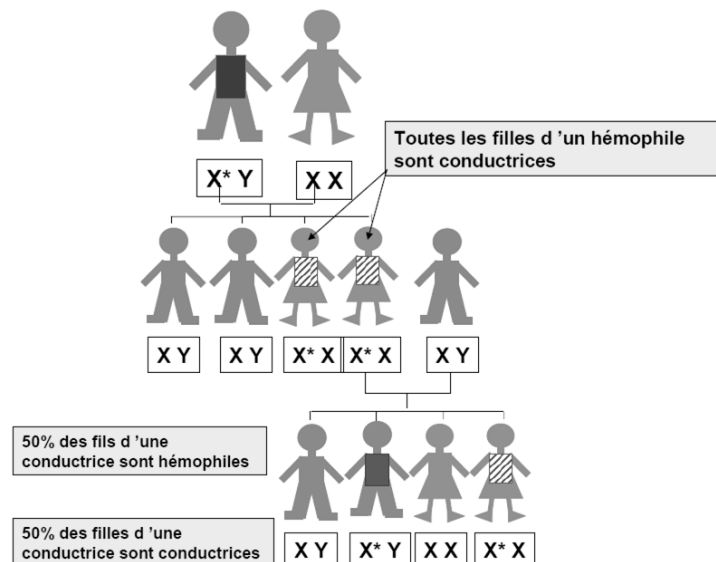 Toutes les filles d 'un hémophile
sont conductrices
X* Y
X X
X Y
X Y
X* X
X* X
X Y
50% des fils d 'une
conductrice sont hémophiles
50% des filles d 'une
conductrice sont conductrices
X Y
X* Y
X X
X* X